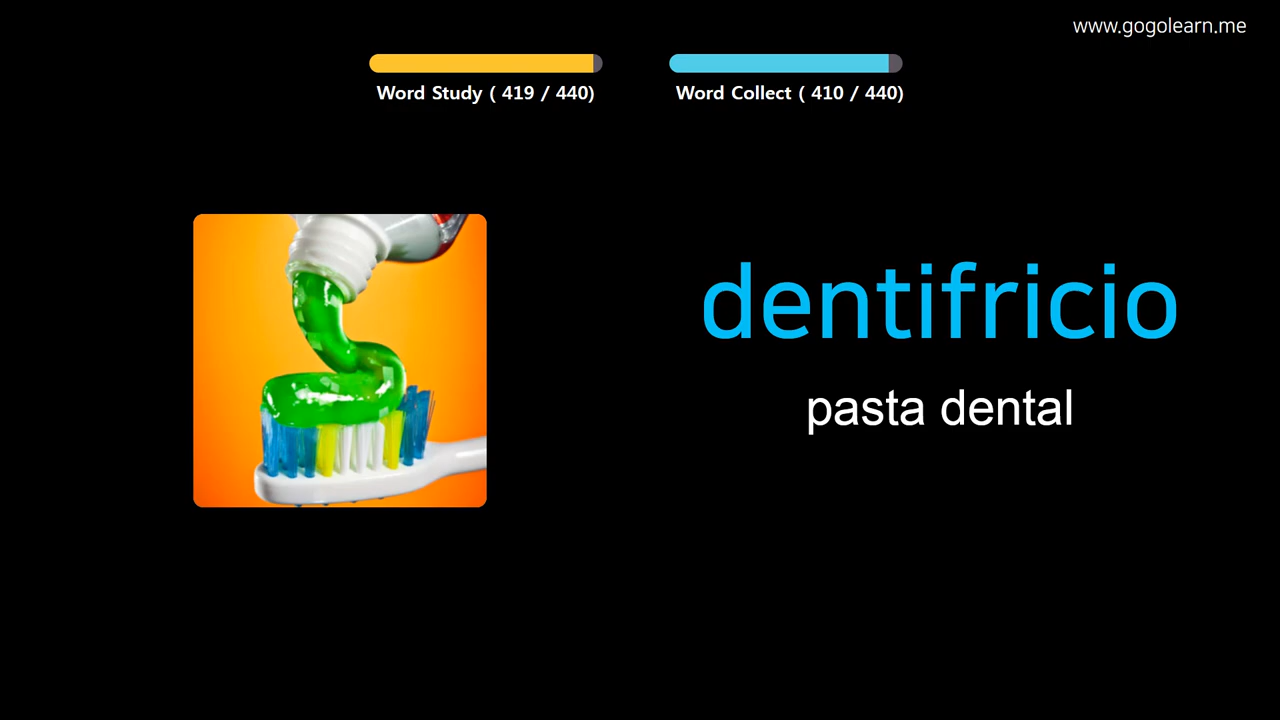 www.gogolearn.me
Word Study ( 419 / 440)
Word Collect ( 410 / 440)
dentifricio
pasta dental